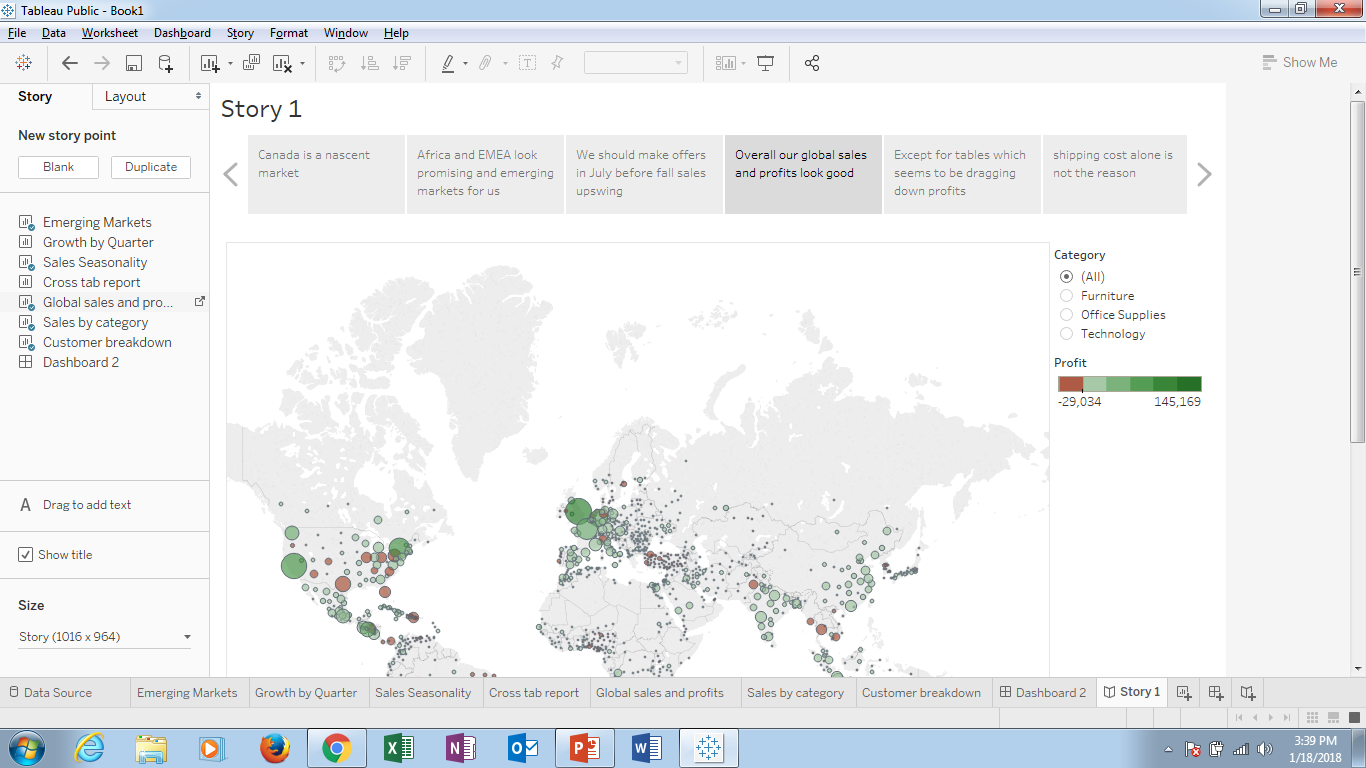 Tableau Public - Book1
File Data Worksheet Dashboard Story Format Window Help
Show Me
Story Layout
New story point
Blank Duplicate
Emerging Markets
Growth by Quarter
Sales Seasonality
Cross tab report
Global sales and pro...
Sales by category
Customer breakdown
Dashboard 2
A Drag to add text
Show title
Size
Story (1016 x 964)
Story 1
Canada is a nascent
market
Africa and EMEA look
promising and emerging
markets for us
We should make offers
in July before fall sales
upswing
Overall our global sales
and profits look good
Except for tables which
seems to be dragging
down profits
shipping cost alone is
not the reason
Category
(All)
Furniture
Office Supplies
Technology
Profit
-29,034 145,169
Data Source Emerging Markets Growth by Quarter Sales Seasonality Cross tab report Global sales and profits Sales by category Customer breakdown Dashboard 2 Story 1
3:39 PM
1/18/2018